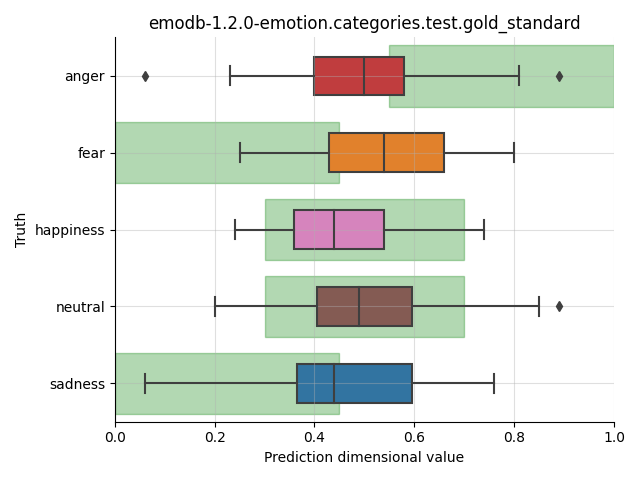 emodb-1.2.0-emotion.categories.test.gold_standard
anger
fear
happiness
neutral
sadness
Truth
0.0
0.2
0.4
0.6
0.8
1.0
Prediction dimensional value